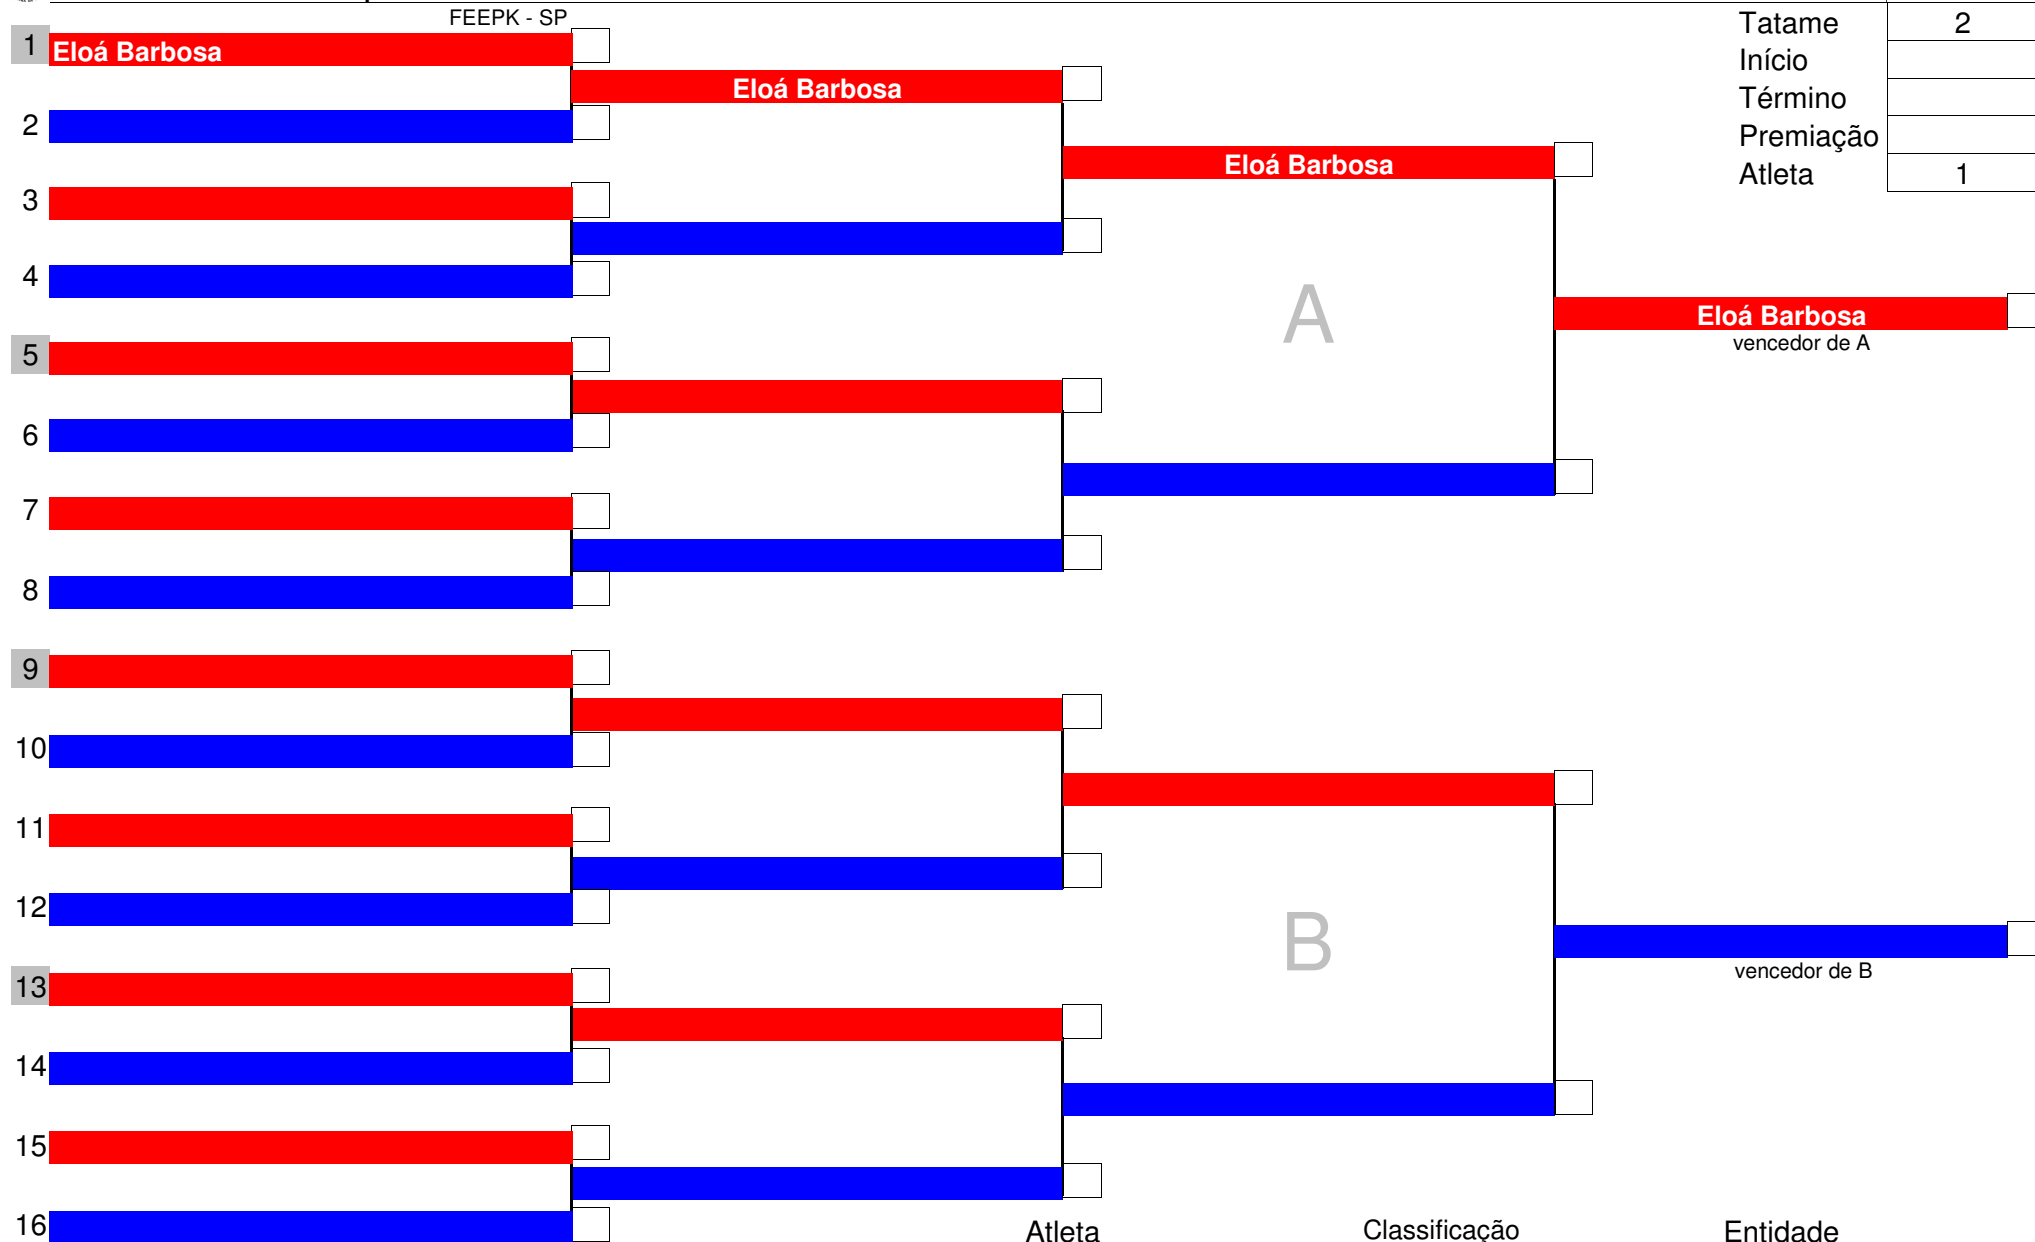 FEEPK - SP
Tatame 2
1 Eloá Barbosa
Início
Eloá Barbosa
Término
2
Premiação
Eloá Barbosa
Atleta 1
3
4
A
Eloá Barbosa
vencedor de A
5
6
7
8
9
10
11
12
B
vencedor de B
13
14
15
16
Atleta Classificação Entidade